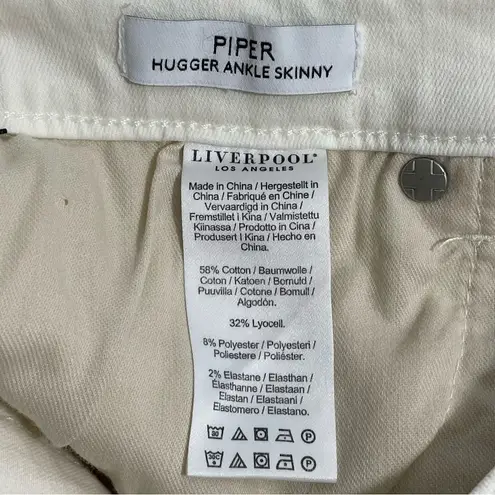 PIPER
HUGGER ANKLE SKINNY
LIVERPOOL®
LOS ANGELES
Made in China / Hergestellt in
China / Fabriqué en Chine /
Vervaardigd in China /
Fremstillet i Kina / Valmistettu
Kiinassa / Prodotto in Cina /
Produsert i Kina / Hecho en
China.
58% Cotton / Baumwolle /
Coton / Katoen / Bomuld /
Puuvilla / Cotone / Bomull /
Algodón.
32% Lyocell.
8% Polyester / Polyesteri /
Poliestere / Poliéster.
2% Elastane / Elasthan /
Élasthanne / Elastaan /
Elastan / Elastaani /
Elastomero / Elastano.
P
P